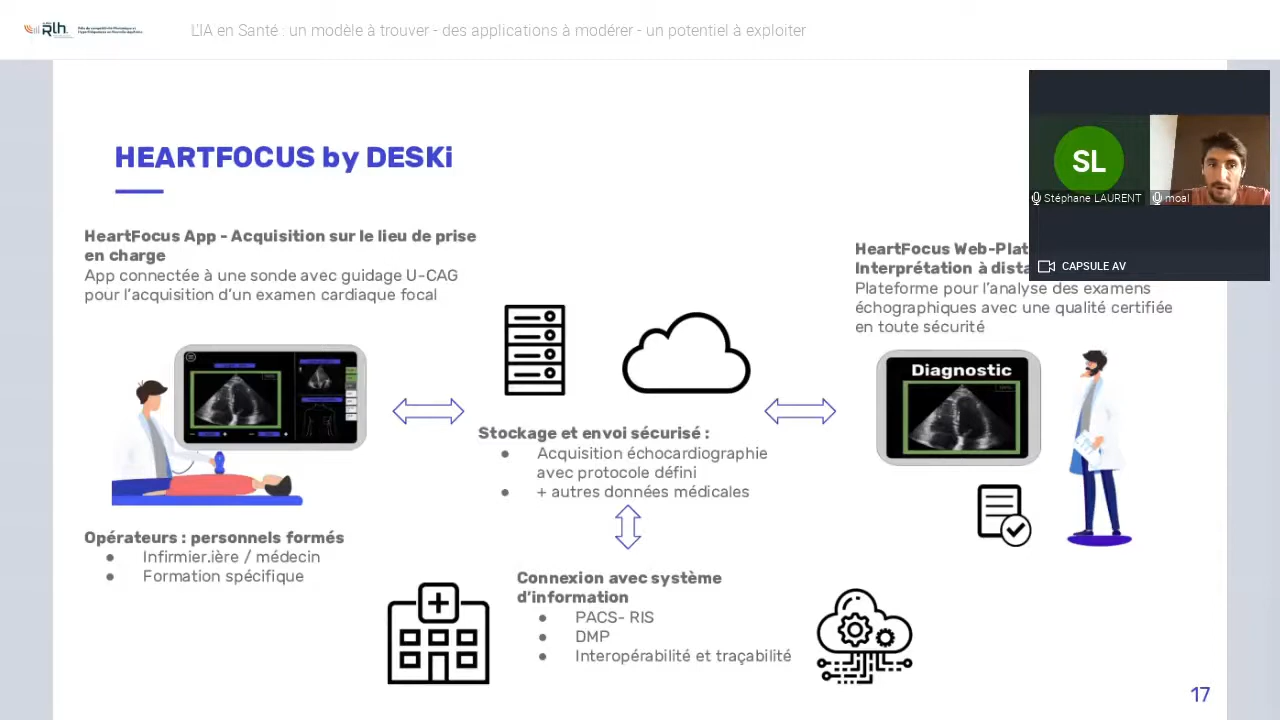 Rlh
L'IA en Santé : un modèle à trouver - des applications à modérer - un potentiel à exploiter
HEARTFOCUS by DESKi
SL
Stéphane LAURENT
moal
CAPSULE AV
HeartFocus App - Acquisition sur le lieu de prise
en charge
App connectée à une sonde avec guidage U-CAG
pour l'acquisition d'un examen cardiaque focal
HeartFocus Web-Plat
Interprétation à dista
Plateforme pour l'analyse des examens
échographiques avec une qualité certifiée
en toute sécurité
Diagnostic
Stockage et envoi sécurisé :
● Acquisition échocardiographie
avec protocole défini
● + autres données médicales
Opérateurs : personnels formés
● Infirmier.ière / médecin
● Formation spécifique
Connexion avec système
d'information
● PACS- RIS
● DMP
● Interopérabilité et traçabilité
17